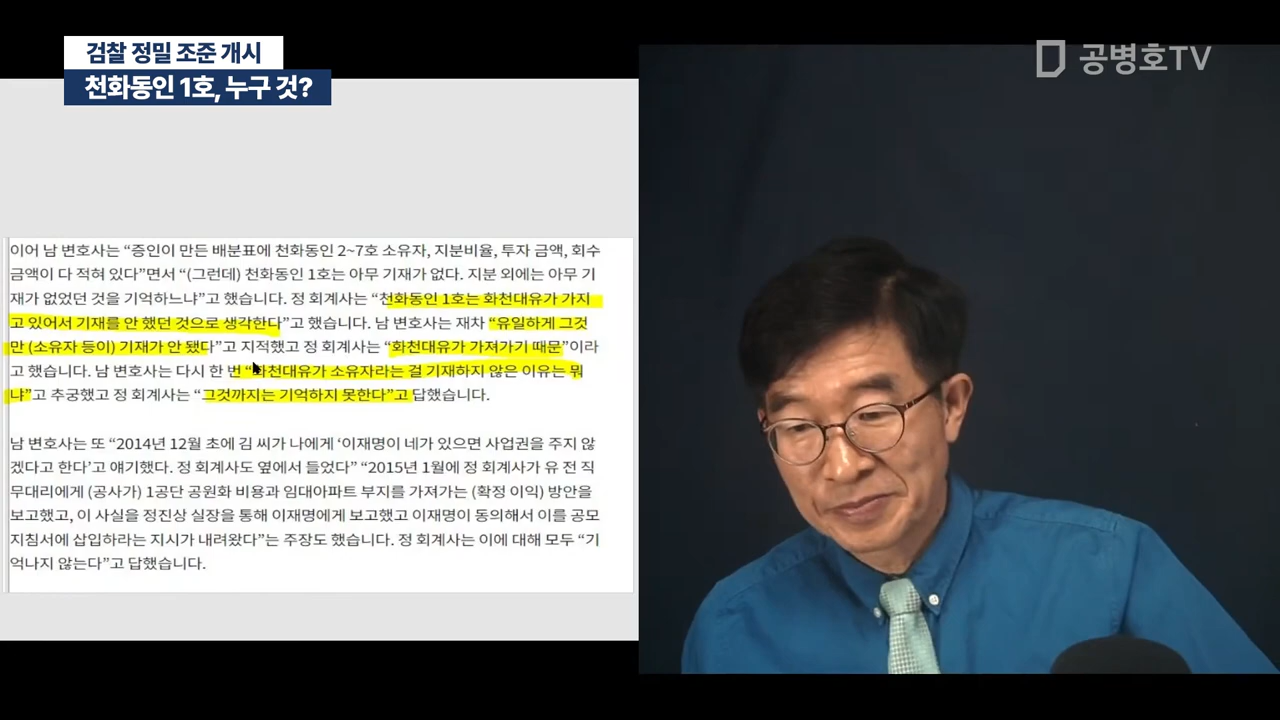 검찰 정밀 조준 개시
천화동인 1호, 누구 것?
공병호TV
이어 남 변호사는 “증인이 만든 배분표에 천화동인 2~7호 소유자, 지분비율, 투자 금액, 회수
금액이 다 적혀 있다”면서 “(그런데) 천화동인 1호는 아무 기재가 없다. 지분 외에는 아무 기
재가 없었던 것을 기억하느냐”고 했습니다. 정 회계사는 “천화동인 1호는 화천대유가 가지
고 있어서 기재를 안 했던 것으로 생각한다”고 했습니다. 남 변호사는 재차 “유일하게 그것
만 (소유자 등이) 기재가 안 됐다”고 지적했고 정 회계사는 “화천대유가 가져가기 때문”이라
고 했습니다. 남 변호사는 다시 한 번 “화천대유가 소유자라는 걸 기재하지 않은 이유는 뭐
냐”고 추궁했고 정 회계사는 “그것까지는 기억하지 못한다”고 답했습니다.
남 변호사는 또 “2014년 12월 초에 김 씨가 나에게 ‘이재명이 네가 있으면 사업권을 주지 않
겠다고 한다’고 얘기했다. 정 회계사도 옆에서 들었다” “2015년 1월에 정 회계사가 유 전 직
무대리에게 (공사가) 1공단 공원화 비용과 임대아파트 부지를 가져가는 (확정 이익) 방안을
보고했고, 이 사실을 정진상 실장을 통해 이재명에게 보고했고 이재명이 동의해서 이를 공모
지침서에 삽입하라는 지시가 내려왔다”는 주장도 했습니다. 정 회계사는 이에 대해 모두 “기
억나지 않는다”고 답했습니다.